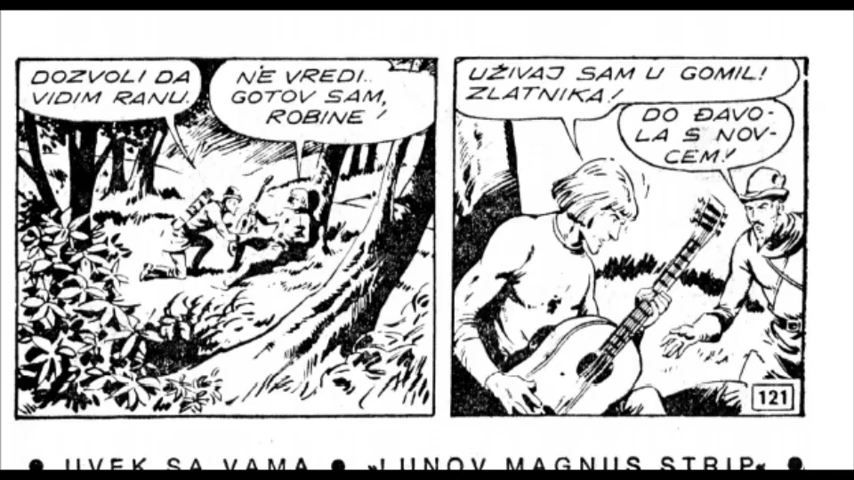 DOZVOLI DA
VIDIM RANU.
NE VREDI..
GOTOV SAM,
ROBINE!
UŽIVAJ SAM U GOMIL!
ZLATNIKA!
DO ĐAVO-
LA S NOV-
CEM!
121
● UVEK SA VAMA ● »LUNOV MAGNUS STRIP« ●